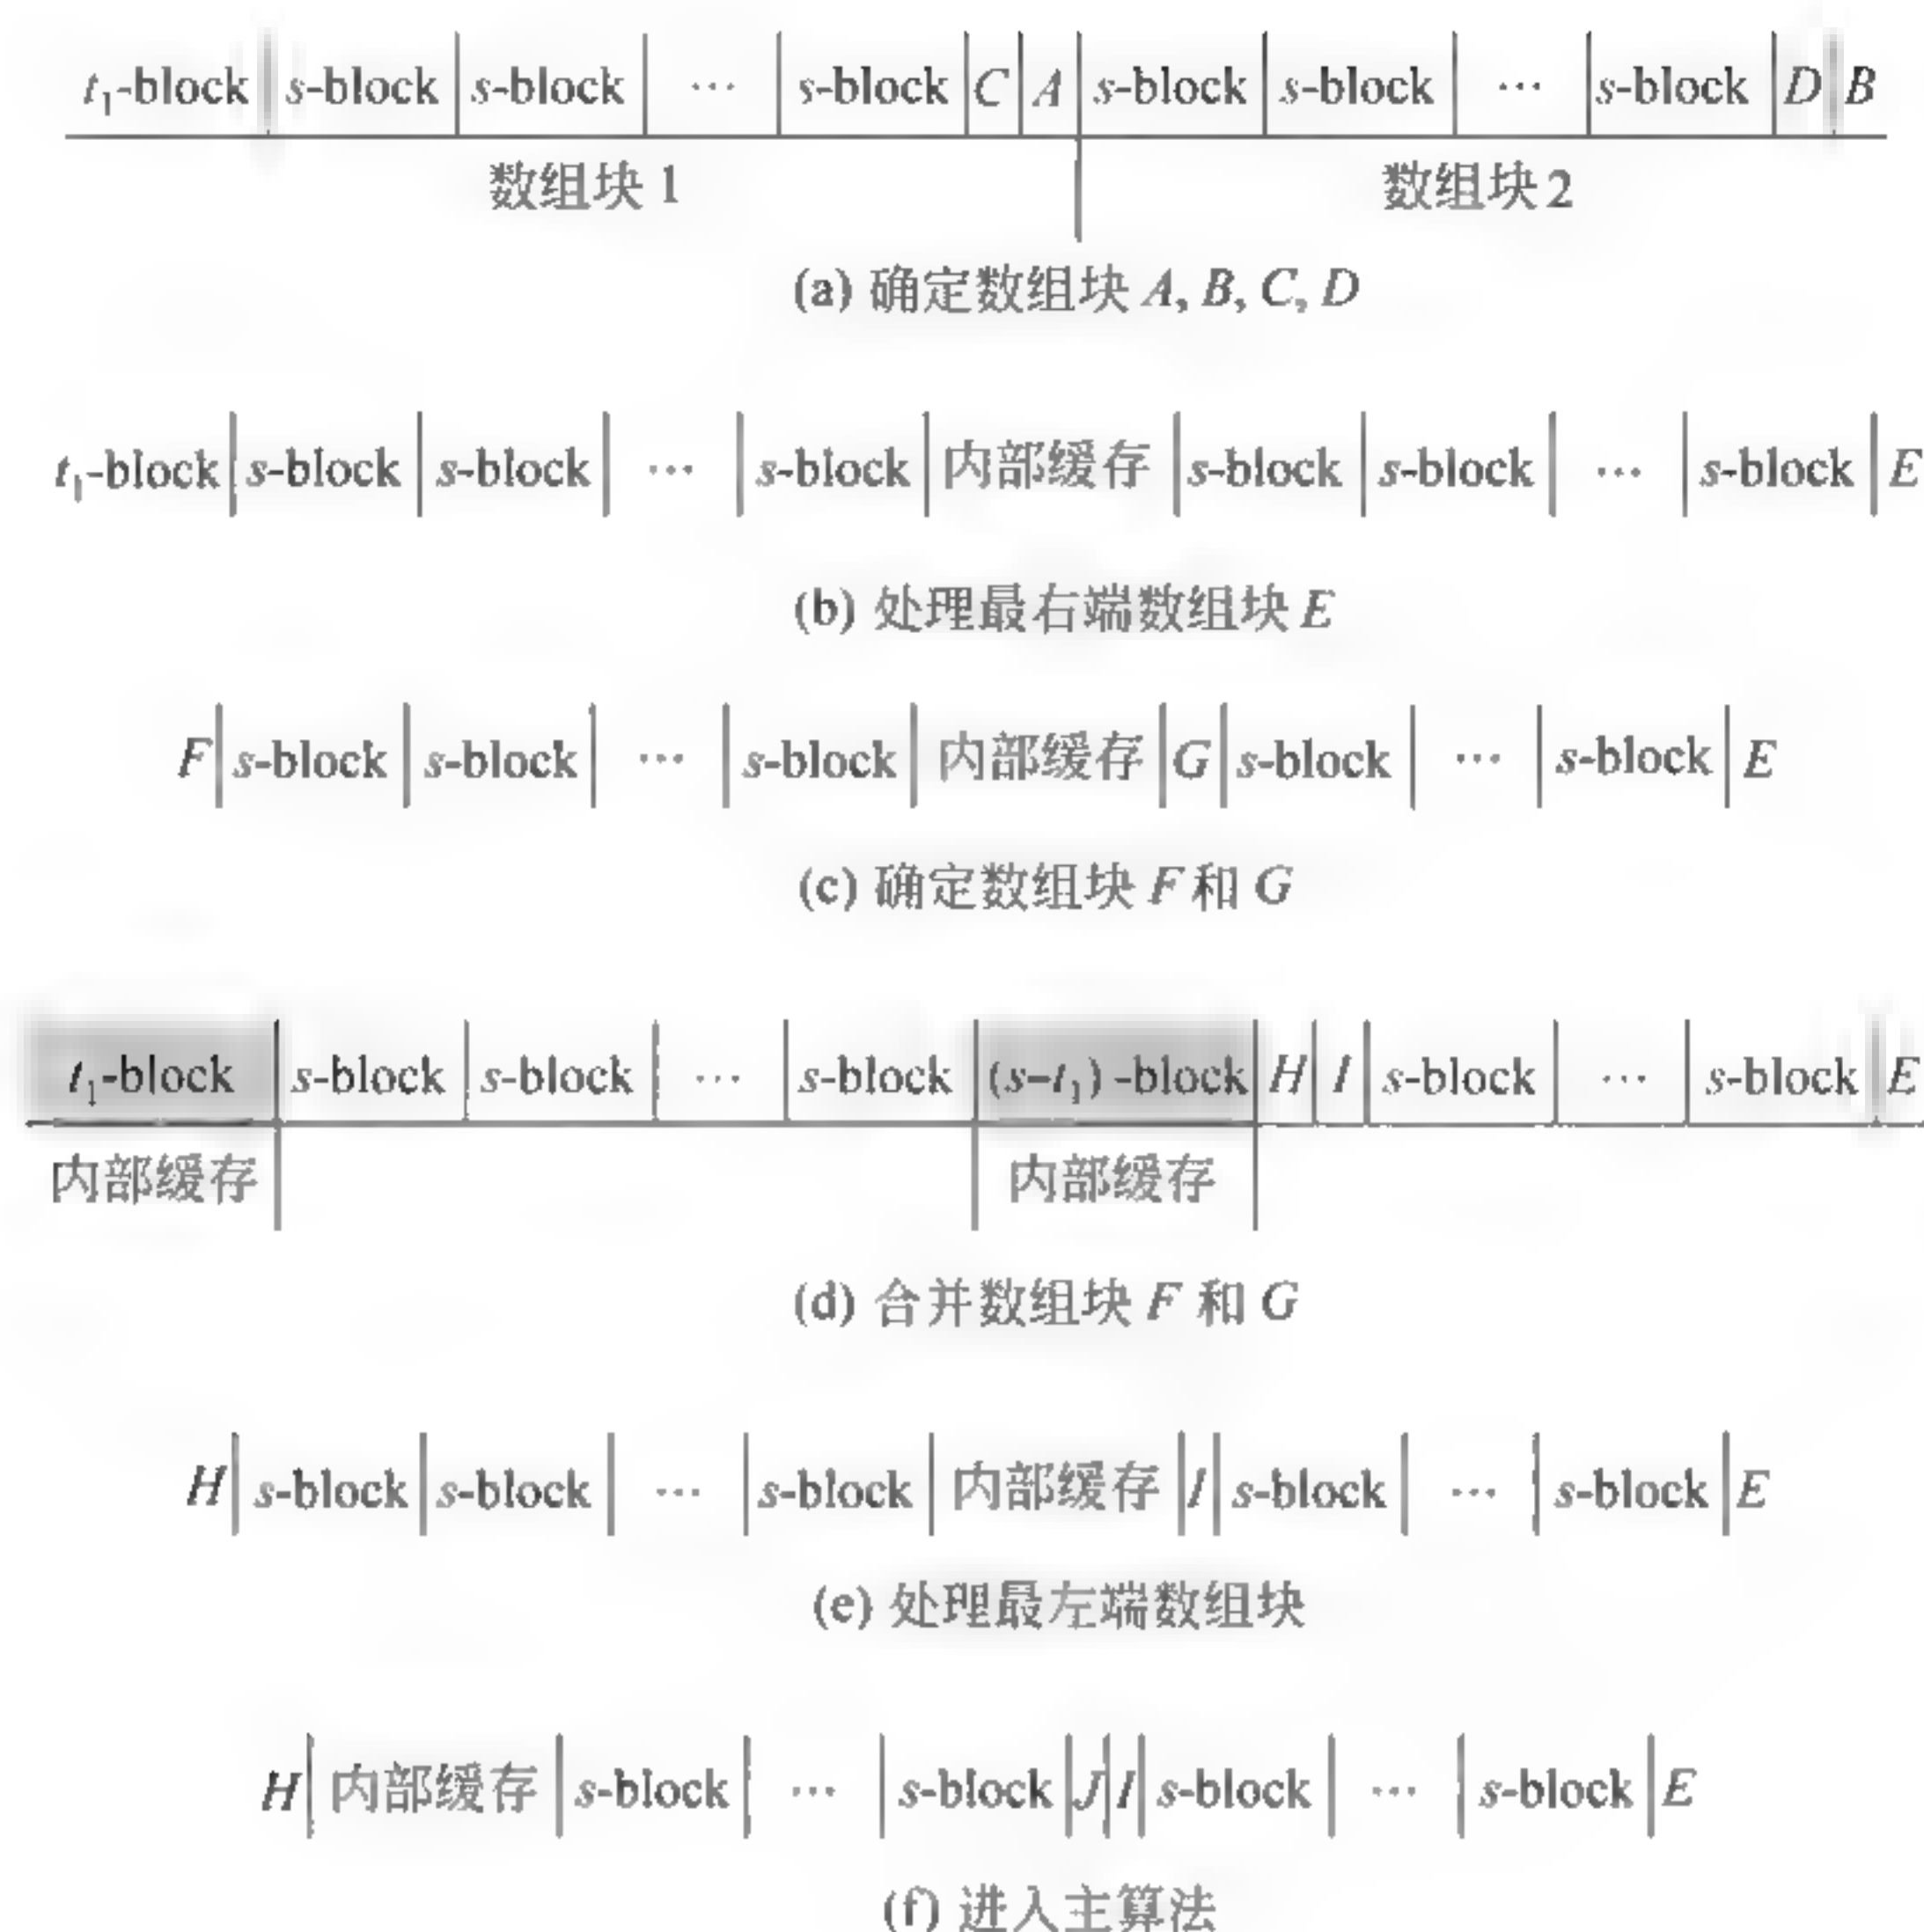 t₁-block s-block s-block ··· s-block C A s-block s-block ··· s-block D B
数组块 1 数组块 2
(a) 确定数组块 A, B, C, D
t₁-block s-block s-block ··· s-block 内部缓存 s-block s-block ··· s-block E
(b) 处理最右端数组块 E
F s-block s-block ··· s-block 内部缓存 G s-block ··· s-block E
(c) 确定数组块 F 和 G
t₁-block s-block s-block ··· s-block (s-t₁)-block H I s-block ··· s-block E
内部缓存 内部缓存
(d) 合并数组块 F 和 G
H s-block s-block ··· s-block 内部缓存 I s-block ··· s-block E
(e) 处理最左端数组块
H 内部缓存 s-block ··· s-block J I s-block ··· s-block E
(f) 进入主算法